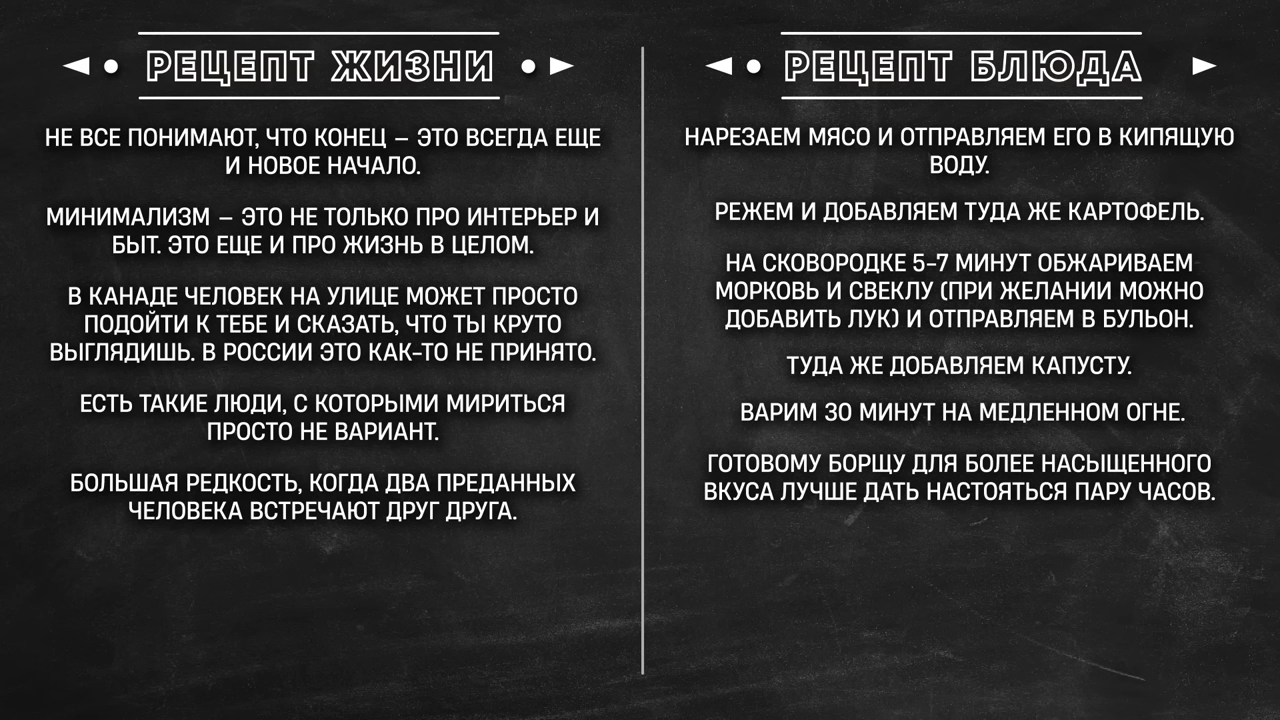 РЕЦЕПТ ЖИЗНИ
НЕ ВСЕ ПОНИМАЮТ, ЧТО КОНЕЦ – ЭТО ВСЕГДА ЕЩЕ
И НОВОЕ НАЧАЛО.
МИНИМАЛИЗМ – ЭТО НЕ ТОЛЬКО ПРО ИНТЕРЬЕР И
БЫТ. ЭТО ЕЩЕ И ПРО ЖИЗНЬ В ЦЕЛОМ.
В КАНАДЕ ЧЕЛОВЕК НА УЛИЦЕ МОЖЕТ ПРОСТО
ПОДОЙТИ К ТЕБЕ И СКАЗАТЬ, ЧТО ТЫ КРУТО
ВЫГЛЯДИШЬ. В РОССИИ ЭТО КАК-ТО НЕ ПРИНЯТО.
ЕСТЬ ТАКИЕ ЛЮДИ, С КОТОРЫМИ МИРИТЬСЯ
ПРОСТО НЕ ВАРИАНТ.
БОЛЬШАЯ РЕДКОСТЬ, КОГДА ДВА ПРЕДАННЫХ
ЧЕЛОВЕКА ВСТРЕЧАЮТ ДРУГ ДРУГА.
РЕЦЕПТ БЛЮДА
НАРЕЗАЕМ МЯСО И ОТПРАВЛЯЕМ ЕГО В КИПЯЩУЮ
ВОДУ.
РЕЖЕМ И ДОБАВЛЯЕМ ТУДА ЖЕ КАРТОФЕЛЬ.
НА СКОВОРОДКЕ 5-7 МИНУТ ОБЖАРИВАЕМ
МОРКОВЬ И СВЕКЛУ (ПРИ ЖЕЛАНИИ МОЖНО
ДОБАВИТЬ ЛУК) И ОТПРАВЛЯЕМ В БУЛЬОН.
ТУДА ЖЕ ДОБАВЛЯЕМ КАПУСТУ.
ВАРИМ 30 МИНУТ НА МЕДЛЕННОМ ОГНЕ.
ГОТОВОМУ БОРЩУ ДЛЯ БОЛЕЕ НАСЫЩЕННОГО
ВКУСА ЛУЧШЕ ДАТЬ НАСТОЯТЬСЯ ПАРУ ЧАСОВ.